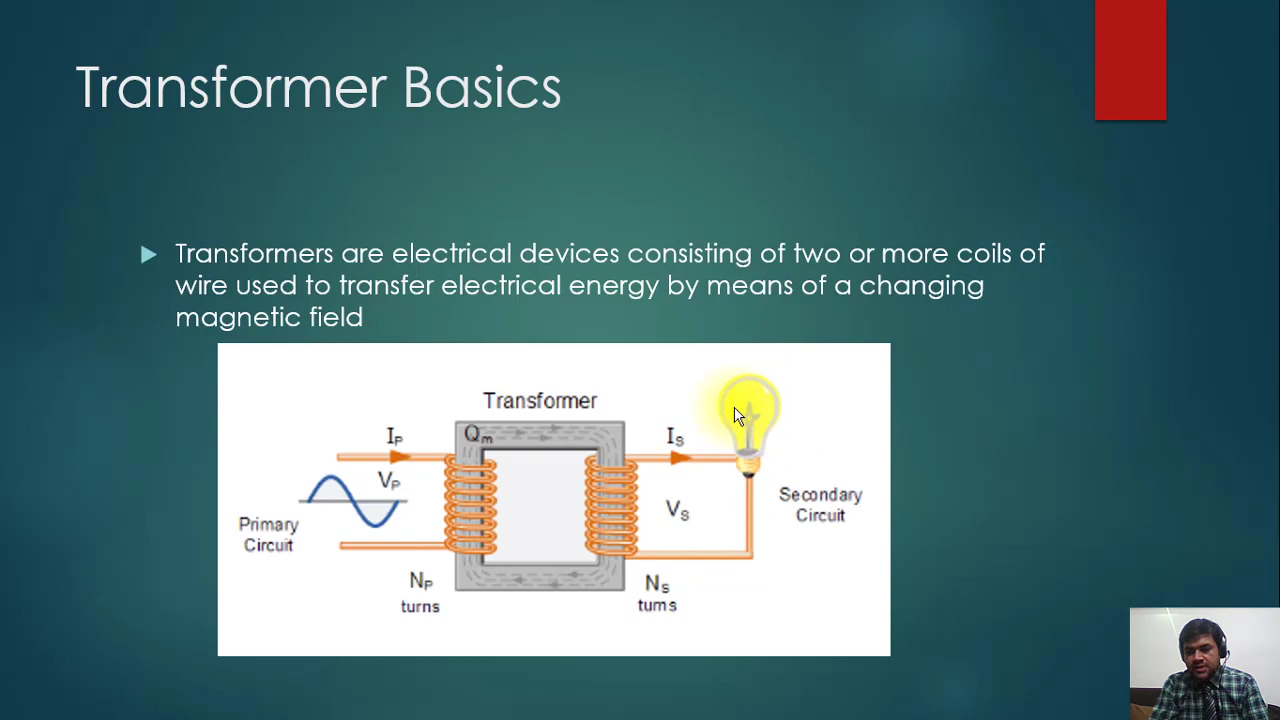 Transformer Basics
Transformers are electrical devices consisting of two or more coils of
wire used to transfer electrical energy by means of a changing
magnetic field
Transformer
Qm
IP
IS
VP
VS
Primary
Circuit
Secondary
Circuit
NP
turns
NS
turns